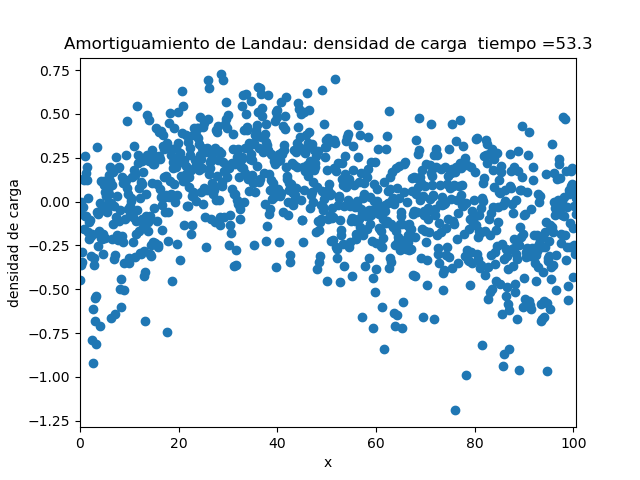 Amortiguamiento de Landau: densidad de carga  tiempo =53.3
0.75
0.50
0.25
0.00
−0.25
−0.50
−0.75
−1.00
−1.25
densidad de carga
0 20 40 60 80 100
x